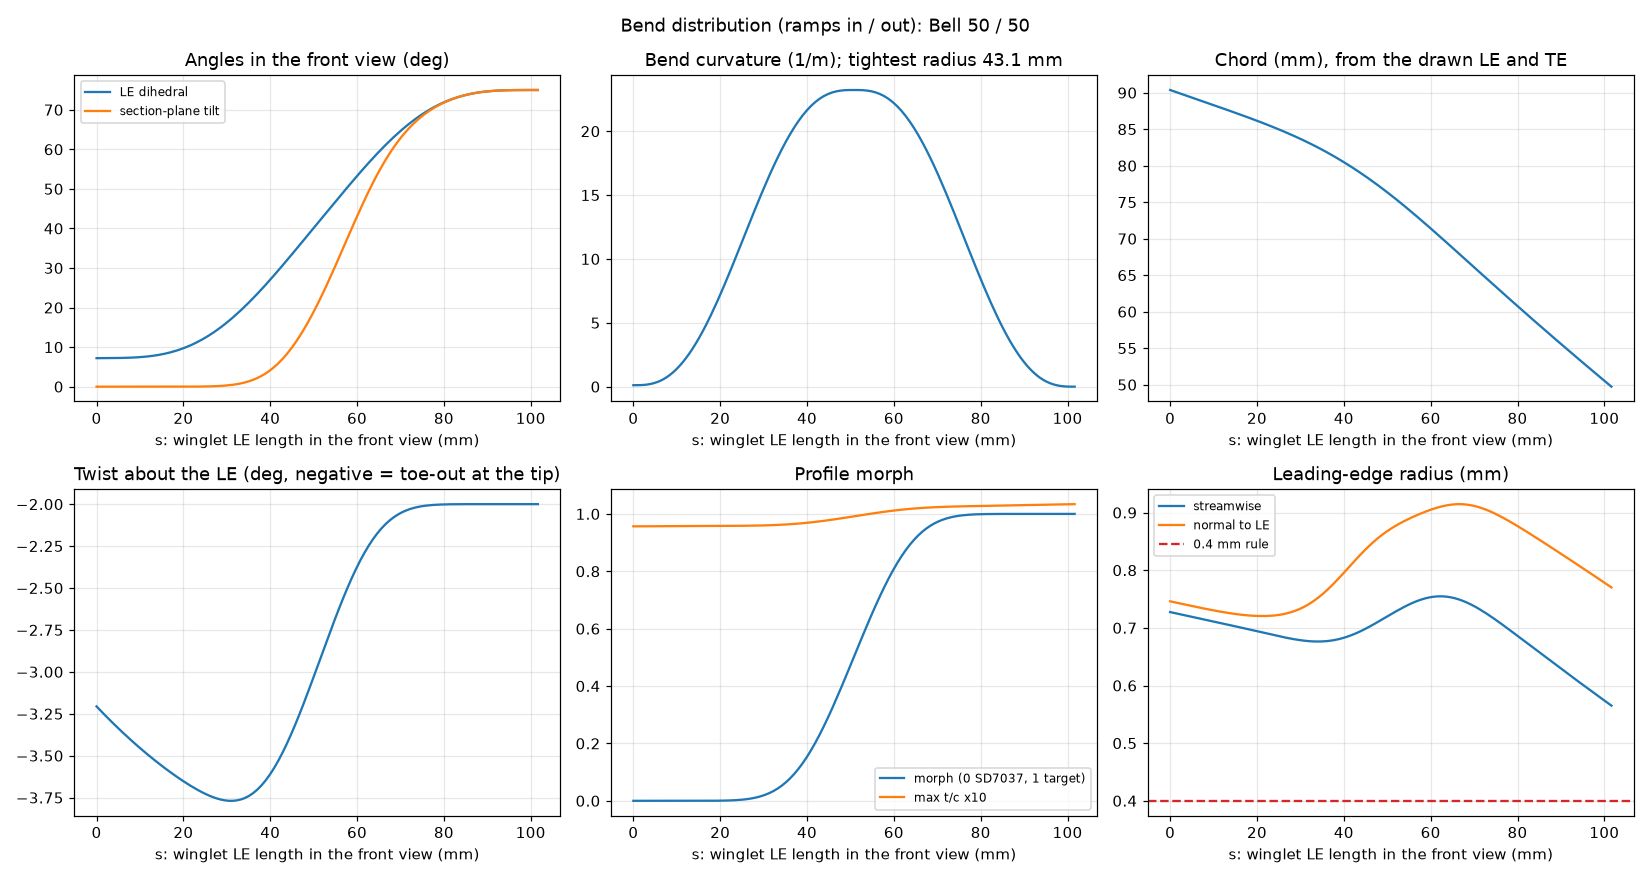 Bend distribution (ramps in / out): Bell 50 / 50
Angles in the front view (deg)
LE dihedral
section-plane tilt
70
60
50
40
30
20
10
0
0 20 40 60 80 100
s: winglet LE length in the front view (mm)
Bend curvature (1/m); tightest radius 43.1 mm
20
15
10
5
0
0 20 40 60 80 100
s: winglet LE length in the front view (mm)
Chord (mm), from the drawn LE and TE
90
85
80
75
70
65
60
55
50
0 20 40 60 80 100
s: winglet LE length in the front view (mm)
Twist about the LE (deg, negative = toe-out at the tip)
−2.00
−2.25
−2.50
−2.75
−3.00
−3.25
−3.50
−3.75
0 20 40 60 80 100
s: winglet LE length in the front view (mm)
Profile morph
1.0
0.8
0.6
0.4
0.2
0.0
morph (0 SD7037, 1 target)
max t/c x10
0 20 40 60 80 100
s: winglet LE length in the front view (mm)
Leading-edge radius (mm)
streamwise
normal to LE
0.4 mm rule
0.9
0.8
0.7
0.6
0.5
0.4
0 20 40 60 80 100
s: winglet LE length in the front view (mm)